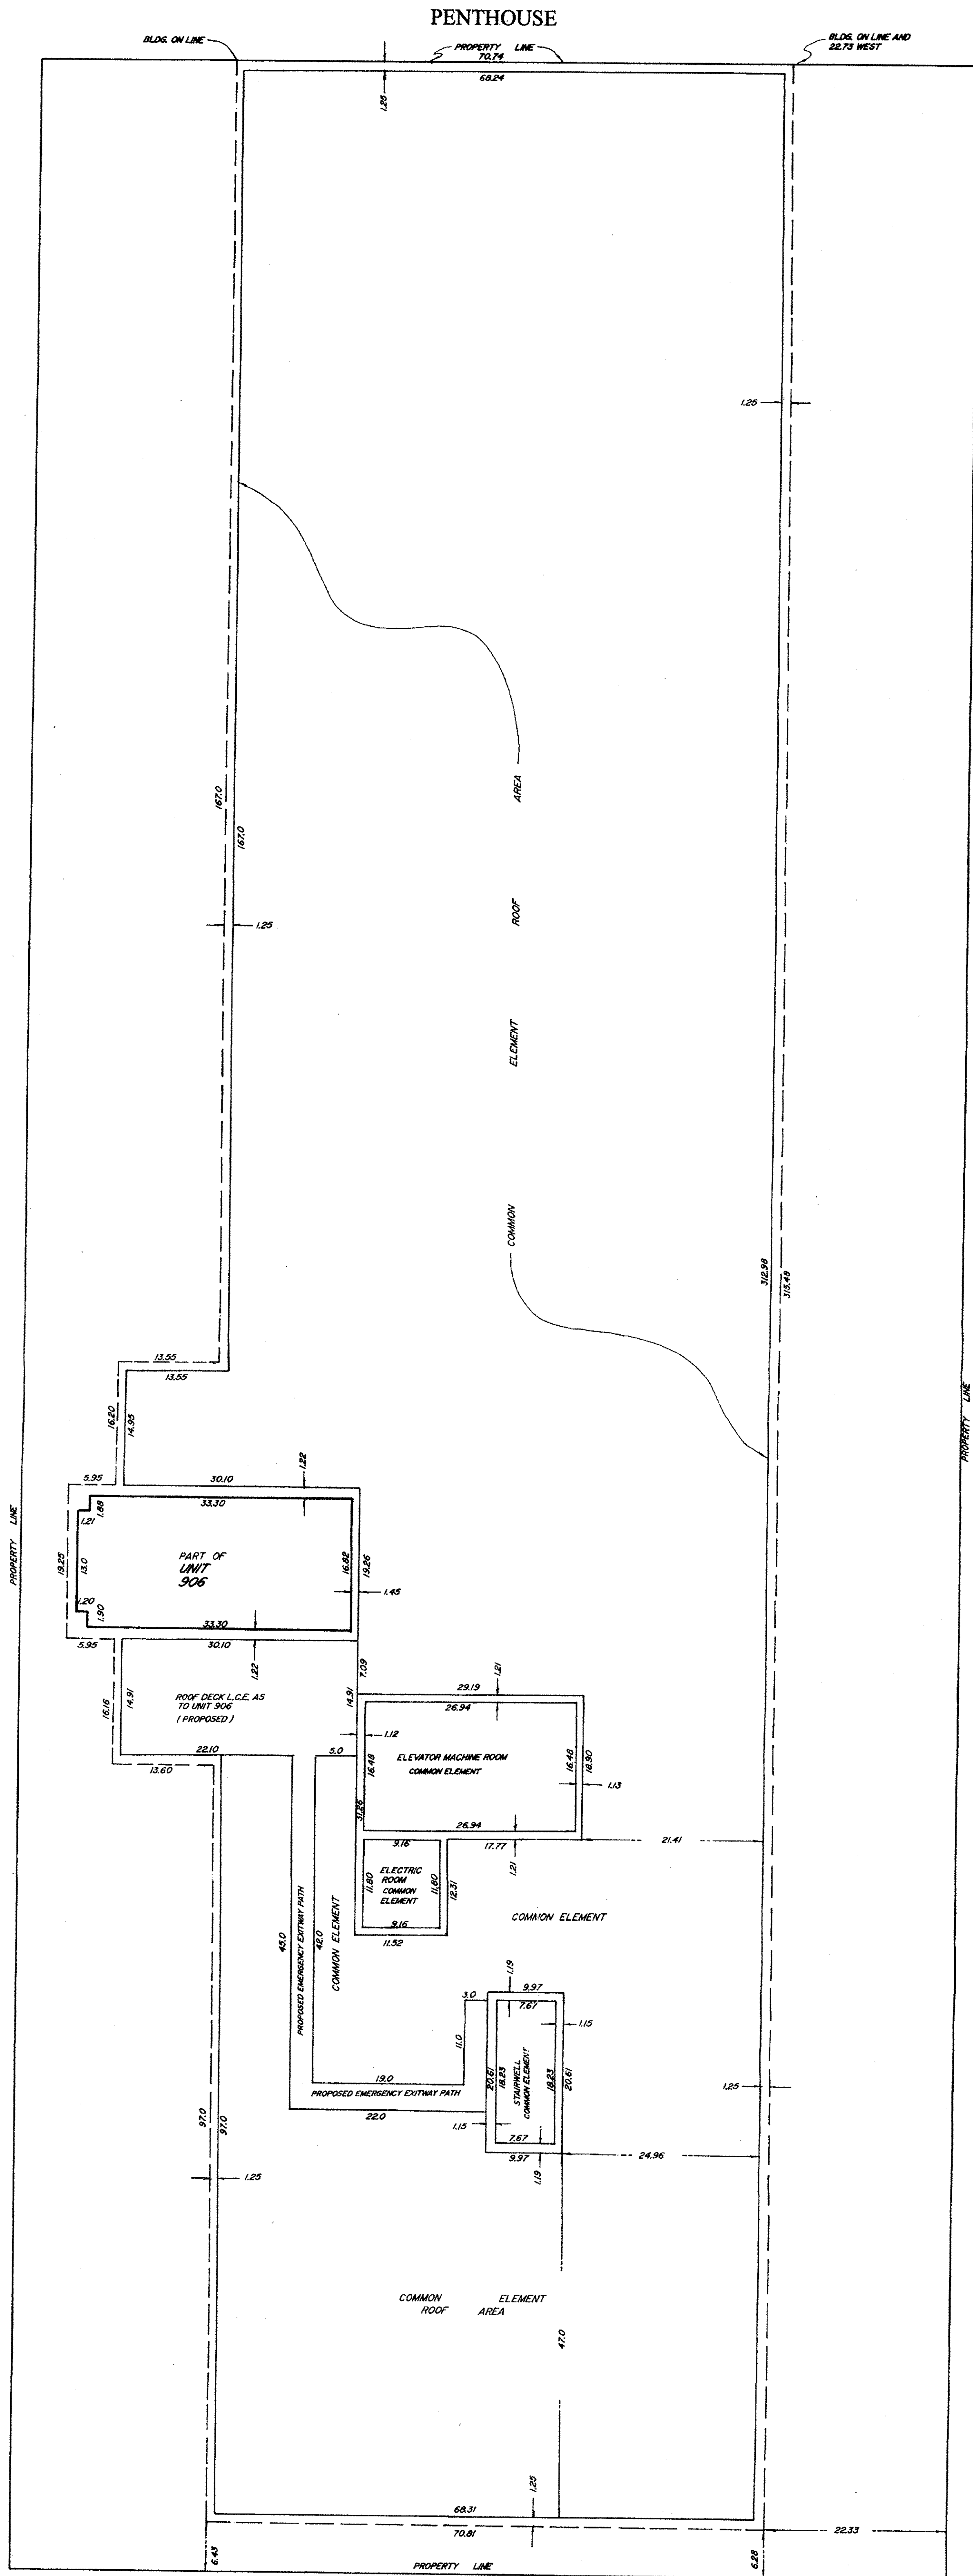 PENTHOUSE
BLDG. ON LINE
PROPERTY LINE
70.74
BLDG. ON LINE AND
22.73 WEST
68.24
1.25
1.25
167.0
167.0
1.25
AREA
ROOF
ELEMENT
COMMON
312.98
315.48
PROPERTY LINE
13.55
13.55
16.20
14.95
5.95
30.10
1.22
33.30
1.88
1.21
PROPERTY LINE
19.25
13.0
PART OF
UNIT
906
16.82
19.26
1.45
1.20
1.90
33.30
5.95
30.10
1.22
7.09
16.16
14.91
ROOF DECK L.C.E. AS
TO UNIT 906
(PROPOSED)
14.91
29.19
1.21
26.94
1.12
22.10
5.0
13.60
16.48
ELEVATOR MACHINE ROOM
COMMON ELEMENT
16.48
18.90
1.13
31.26
26.94
9.16
17.77
1.21
21.41
11.80
ELECTRIC
ROOM
COMMON
ELEMENT
11.80
12.31
9.16
11.52
COMMON ELEMENT
45.0
PROPOSED EMERGENCY EXITWAY PATH
42.0
COMMON ELEMENT
1.19
9.97
3.0
7.67
1.15
11.0
20.61
18.23
STAIRWELL
COMMON ELEMENT
18.23
20.61
19.0
PROPOSED EMERGENCY EXITWAY PATH
1.25
22.0
1.15
7.67
9.97
1.19
24.96
97.0
97.0
1.25
COMMON ELEMENT
ROOF AREA
47.0
1.25
68.31
70.81
22.33
6.43
PROPERTY LINE
6.28